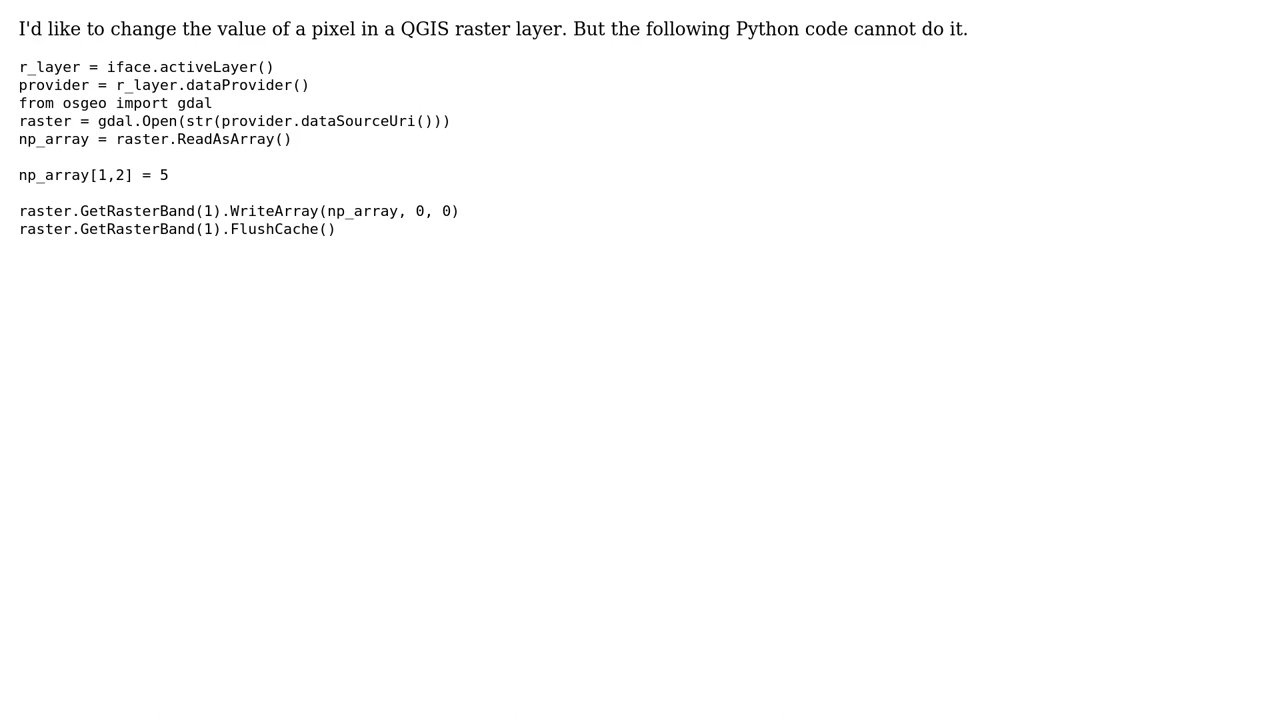 I'd like to change the value of a pixel in a QGIS raster layer. But the following Python code cannot do it.
r_layer = iface.activeLayer()
provider = r_layer.dataProvider()
from osgeo import gdal
raster = gdal.Open(str(provider.dataSourceUri()))
np_array = raster.ReadAsArray()
np_array[1,2] = 5
raster.GetRasterBand(1).WriteArray(np_array, 0, 0)
raster.GetRasterBand(1).FlushCache()